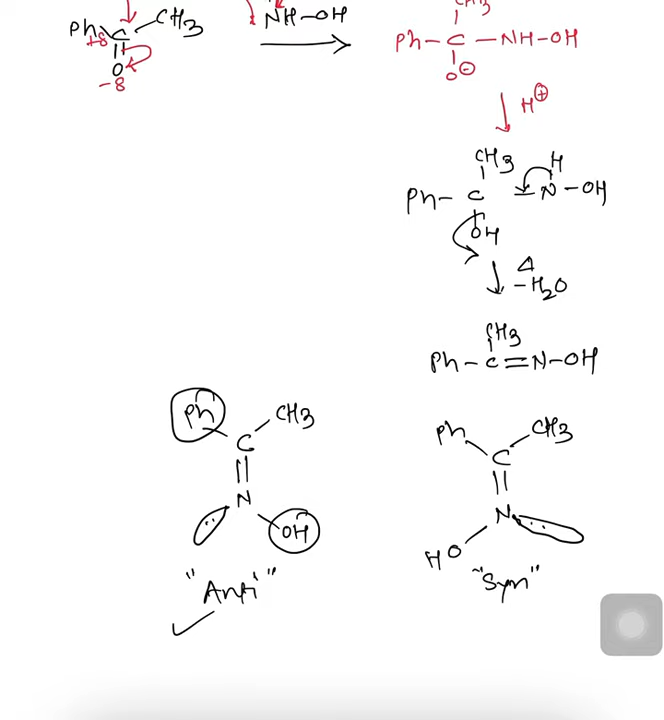 CH3
Ph C CH3
+δ
O
-δ
NH-OH
Ph-C-NH-OH
O⊖
H⊕
CH3 H
Ph-C N-OH
OH
Δ
-H2O
CH3
Ph-C=N-OH
Ph CH3
C
N
OH
"Anti"
Ph CH3
C
N
HO
"Syn"